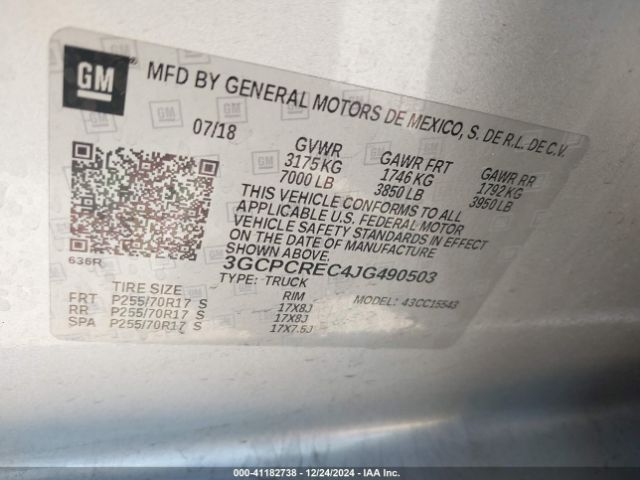 GM ® MFD BY GENERAL MOTORS DE MEXICO, S. DE R.L. DE C.V.
07/18
GVWR GAWR FRT GAWR RR
3175 KG 1746 KG 1792 KG
7000 LB 3850 LB 3950 LB
THIS VEHICLE CONFORMS TO ALL
APPLICABLE U.S. FEDERAL MOTOR
VEHICLE SAFETY STANDARDS IN EFFECT
ON THE DATE OF MANUFACTURE
SHOWN ABOVE.
636R
3GCPCREC4JG490503
TYPE: TRUCK
MODEL: 43CC15543
TIRE SIZE RIM
FRT P255/70R17 S 17X8J
RR P255/70R17 S 17X8J
SPA P255/70R17 S 17X7.5J
000-41182738 - 12/24/2024 - IAA Inc.